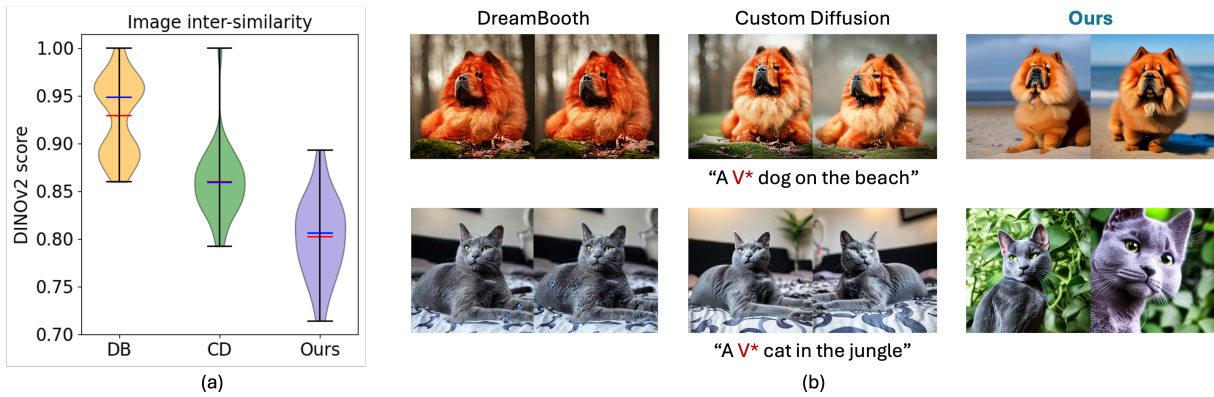 Image inter-similarity
DINOv2 score
1.00
0.95
0.90
0.85
0.80
0.75
0.70
DB CD Ours
(a)
DreamBooth Custom Diffusion Ours
“A V* dog on the beach”
“A V* cat in the jungle”
(b)